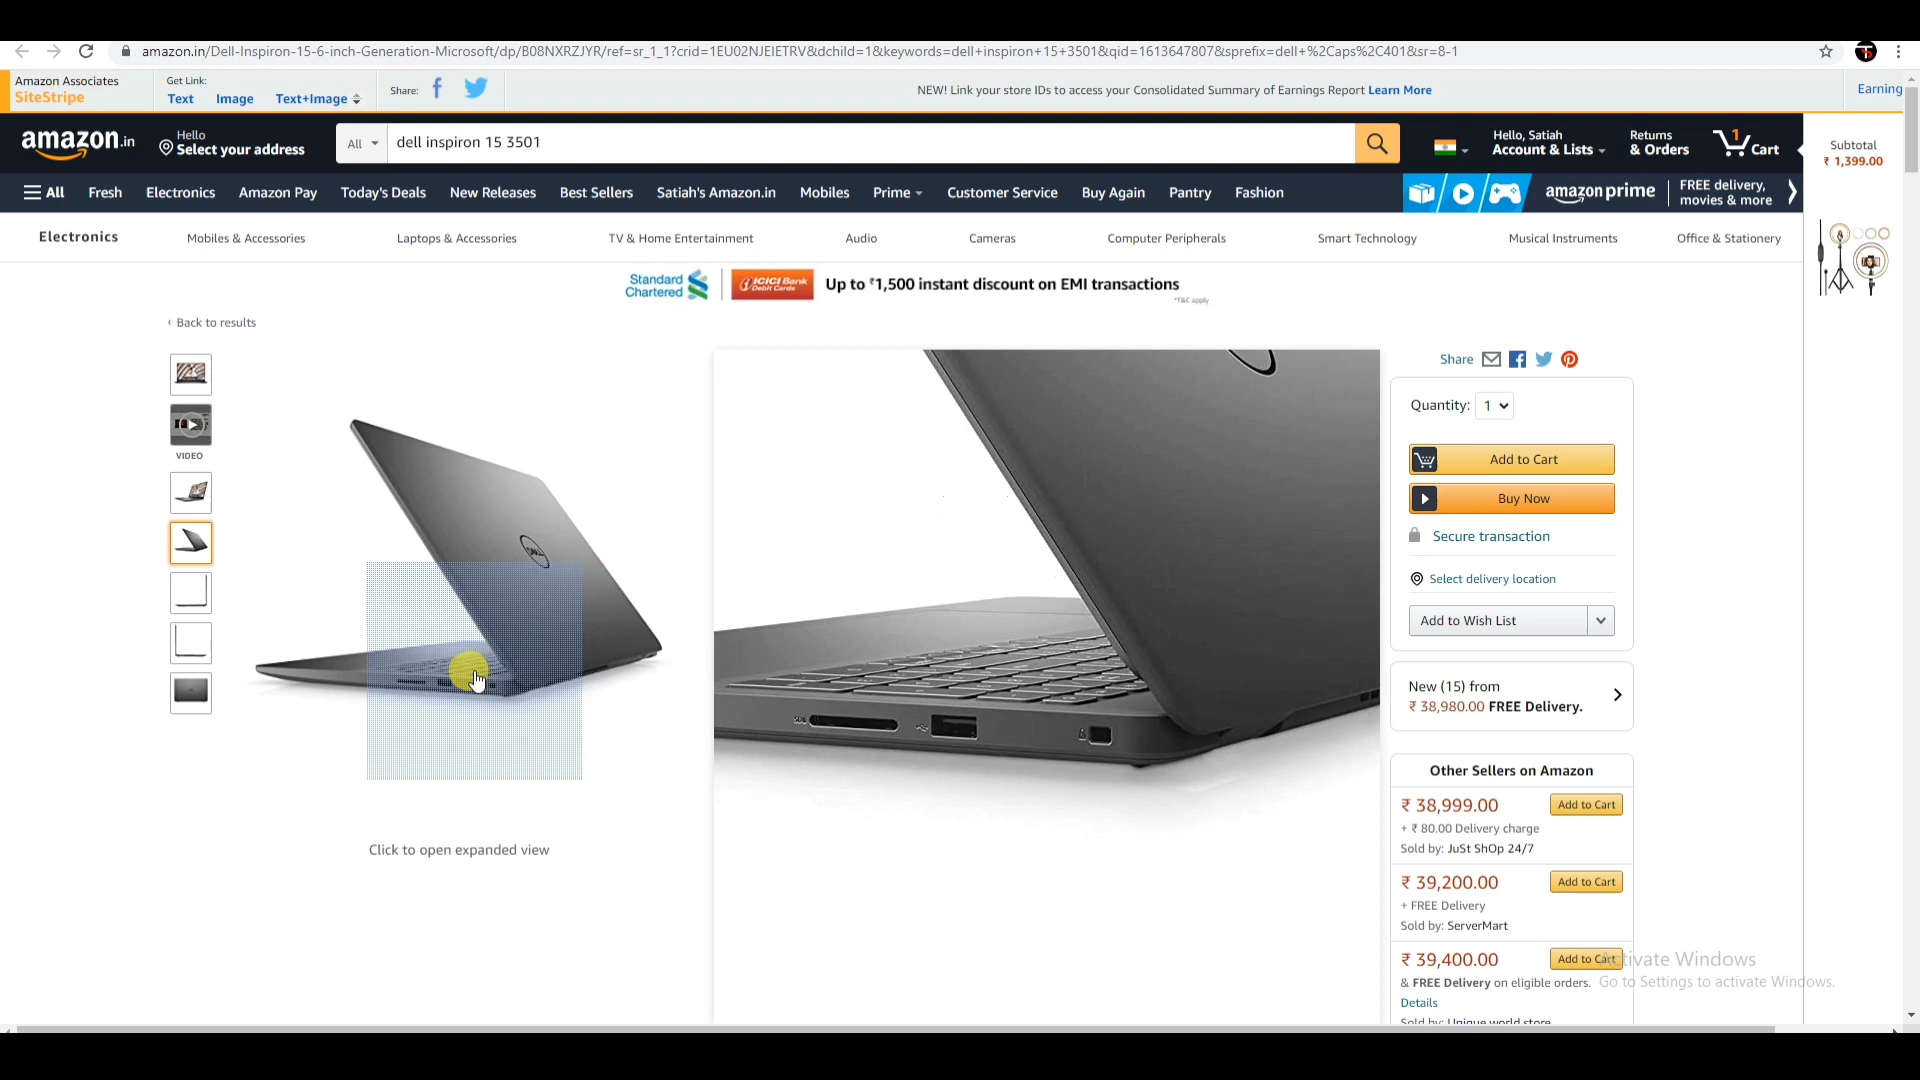 amazon.in/Dell-Inspiron-15-6-inch-Generation-Microsoft/dp/B08NXRZJYR/ref=sr_1_1?crid=1EU02NJEIETRV&dchild=1&keywords=dell+inspiron+15+3501&qid=1613647807&sprefix=dell+%2Caps%2C401&sr=8-1
Amazon Associates
SiteStripe
Get Link:
Text Image Text+Image
Share:
NEW! Link your store IDs to access your Consolidated Summary of Earnings Report Learn More
Earning
amazon.in
Hello
Select your address
All
dell inspiron 15 3501
Hello, Satiah
Account & Lists
Returns
& Orders
1
Cart
Subtotal
₹ 1,399.00
All Fresh Electronics Amazon Pay Today's Deals New Releases Best Sellers Satiah's Amazon.in Mobiles Prime Customer Service Buy Again Pantry Fashion
amazon prime
FREE delivery,
movies & more
Electronics Mobiles & Accessories Laptops & Accessories TV & Home Entertainment Audio Cameras Computer Peripherals Smart Technology Musical Instruments Office & Stationery
Standard
Chartered
ICICI Bank
Debit Cards
Up to ₹1,500 instant discount on EMI transactions
*T&C apply
‹ Back to results
VIDEO
DELL
Click to open expanded view
Share
Quantity: 1
Add to Cart
Buy Now
Secure transaction
Select delivery location
Add to Wish List
New (15) from
₹ 38,980.00 FREE Delivery.
Other Sellers on Amazon
₹ 38,999.00 Add to Cart
+ ₹ 80.00 Delivery charge
Sold by: JuSt ShOp 24/7
₹ 39,200.00 Add to Cart
+ FREE Delivery
Sold by: ServerMart
₹ 39,400.00 Add to Cart
& FREE Delivery on eligible orders.
Details
Sold by: Unique world store
Activate Windows
Go to Settings to activate Windows.